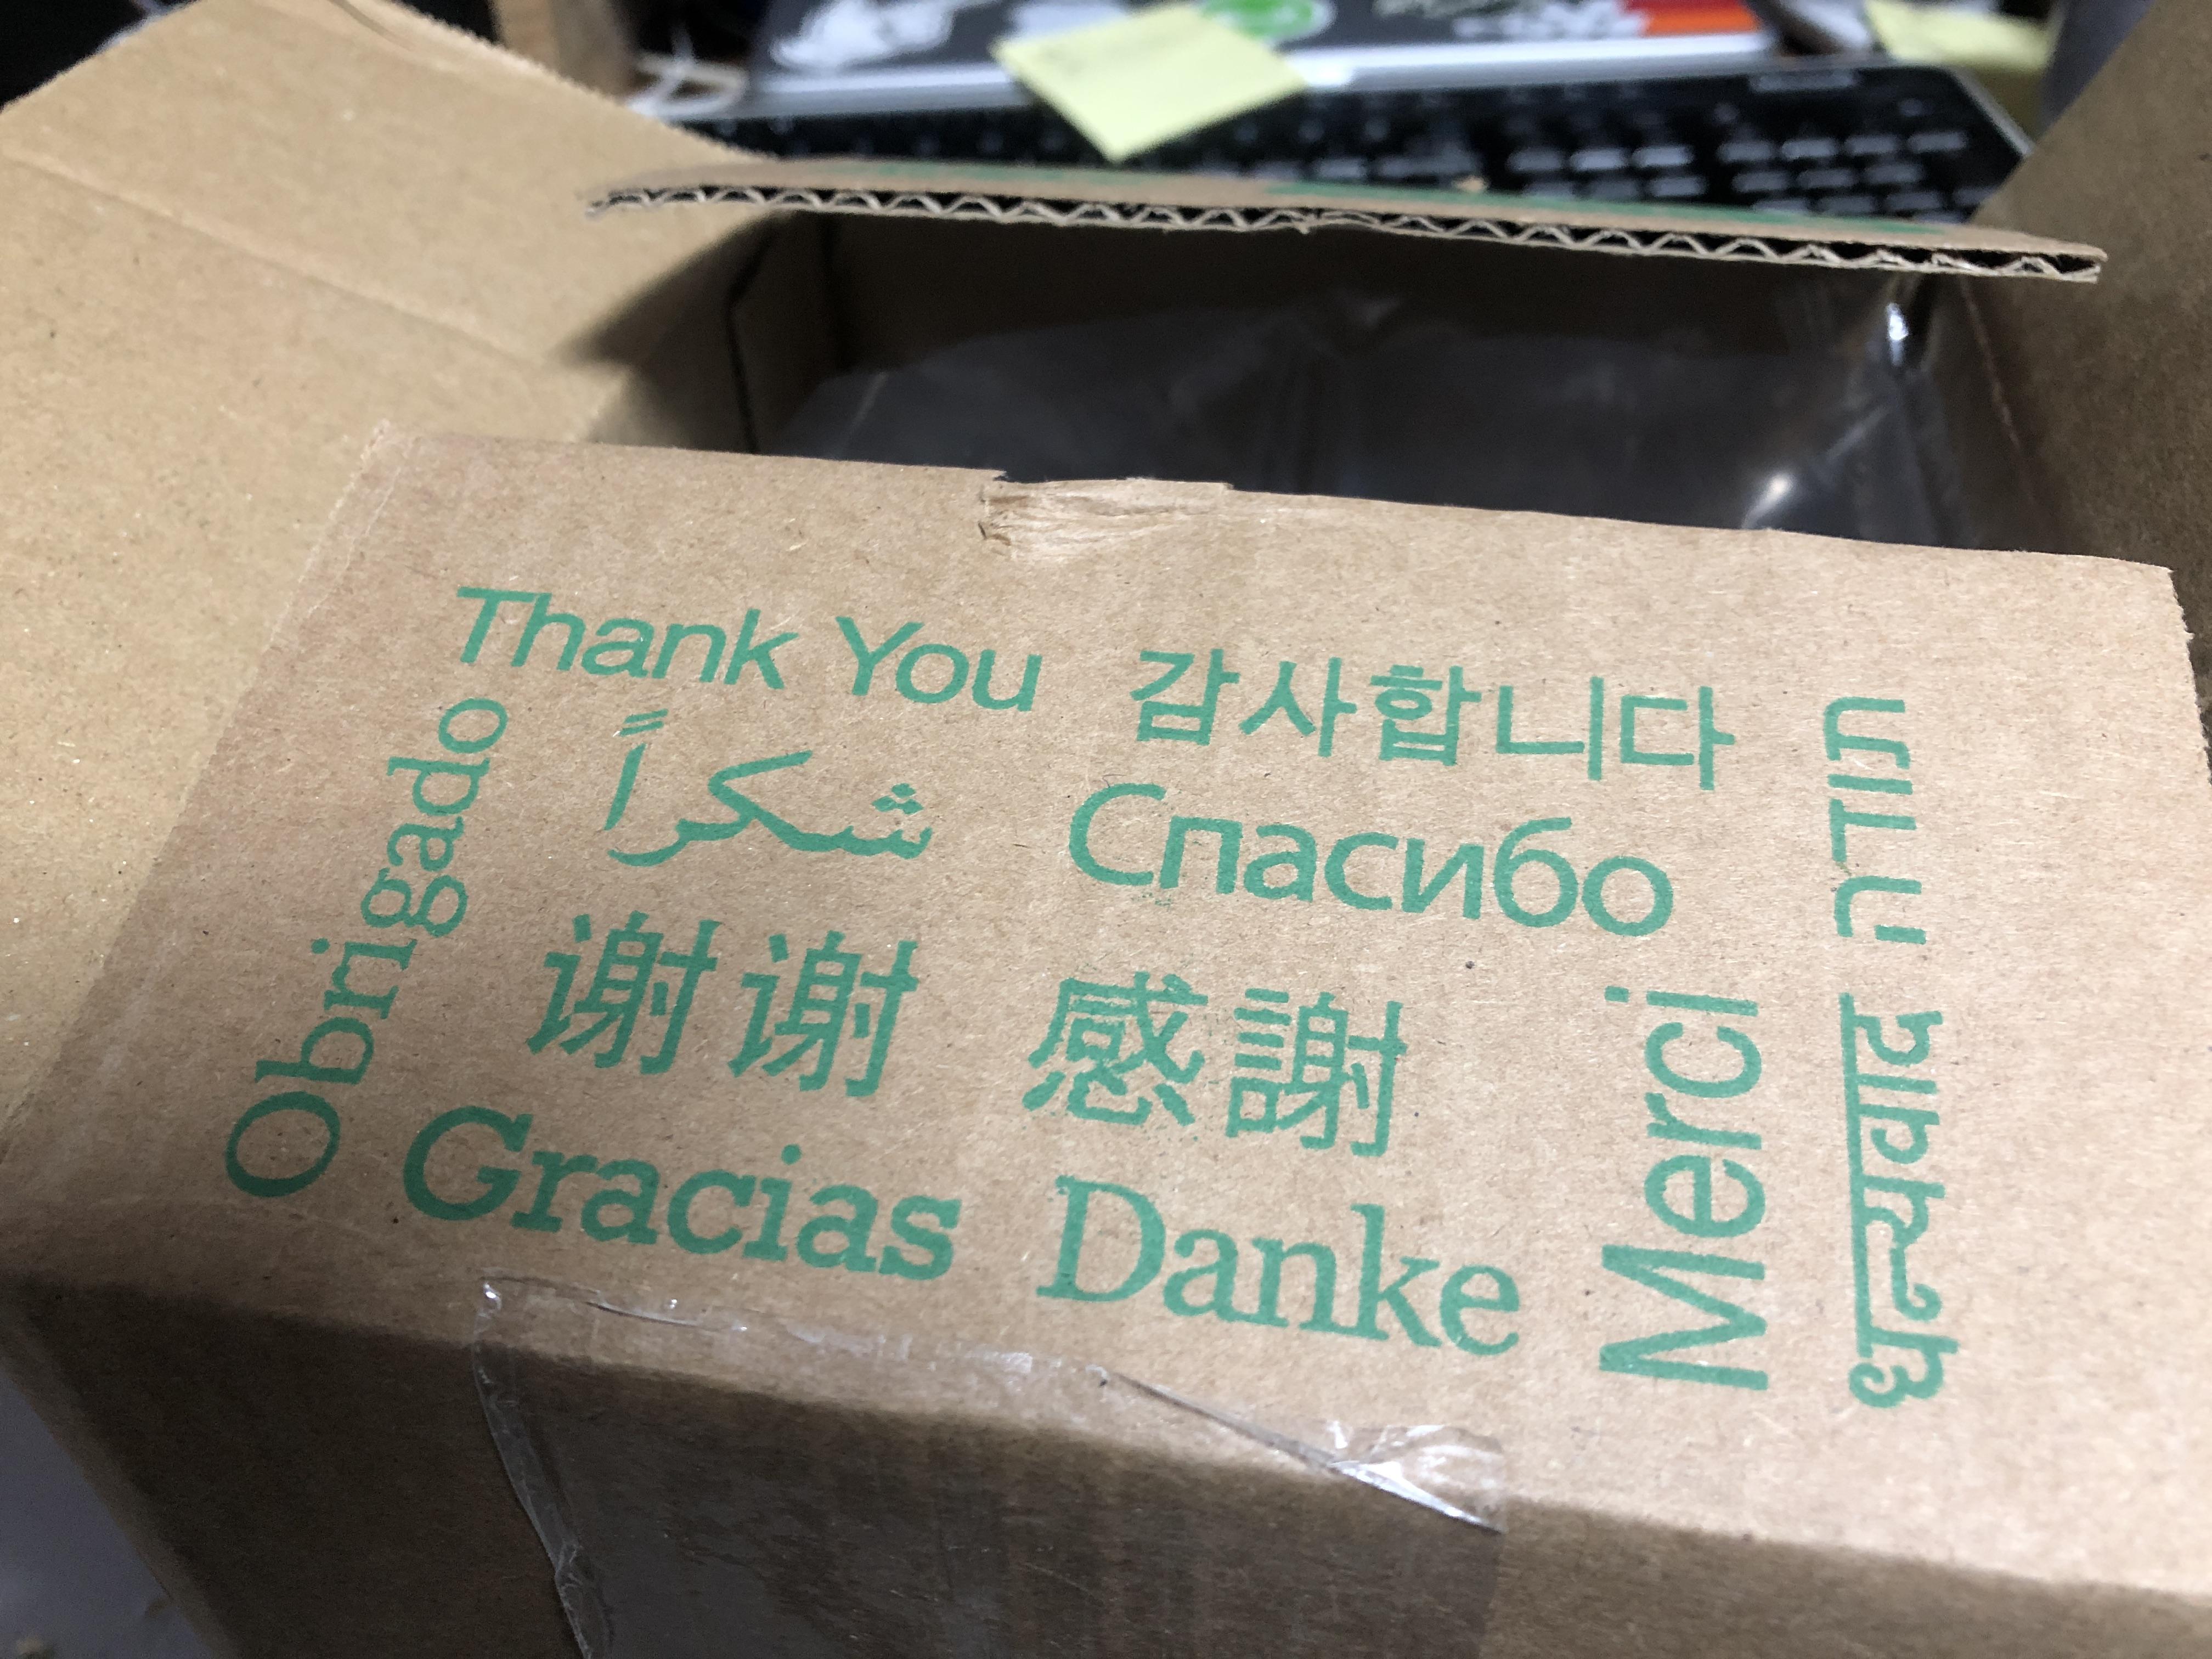 Thank You 감사합니다
Obrigado
شكراً Спасибо
תודה
谢谢 感謝
Merci
धन्यवाद
Gracias Danke